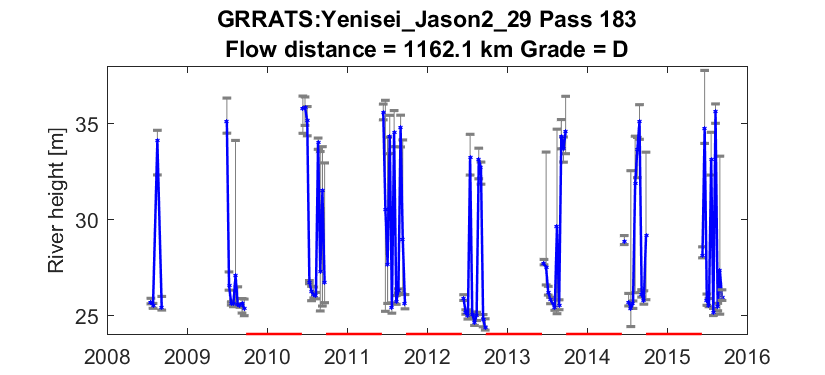 GRRATS:Yenisei_Jason2_29 Pass 183
Flow distance = 1162.1 km Grade = D
River height [m]
35
30
25
2008 2009 2010 2011 2012 2013 2014 2015 2016